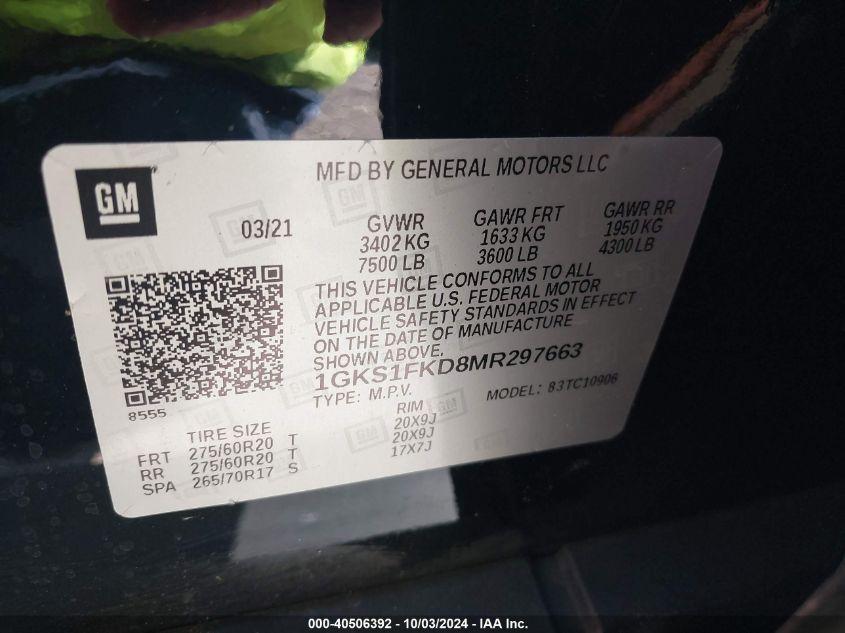 GM
MFD BY GENERAL MOTORS LLC
03/21
GVWR
3402 KG
7500 LB
GAWR FRT
1633 KG
3600 LB
GAWR RR
1950 KG
4300 LB
THIS VEHICLE CONFORMS TO ALL
APPLICABLE U.S. FEDERAL MOTOR
VEHICLE SAFETY STANDARDS IN EFFECT
ON THE DATE OF MANUFACTURE
SHOWN ABOVE.
1GKS1FKD8MR297663
TYPE: M.P.V. MODEL: 83TC10906
8555
TIRE SIZE RIM
FRT 275/60R20 T 20X9J
RR 275/60R20 T 20X9J
SPA 265/70R17 S 17X7J
000-40506392 - 10/03/2024 - IAA Inc.